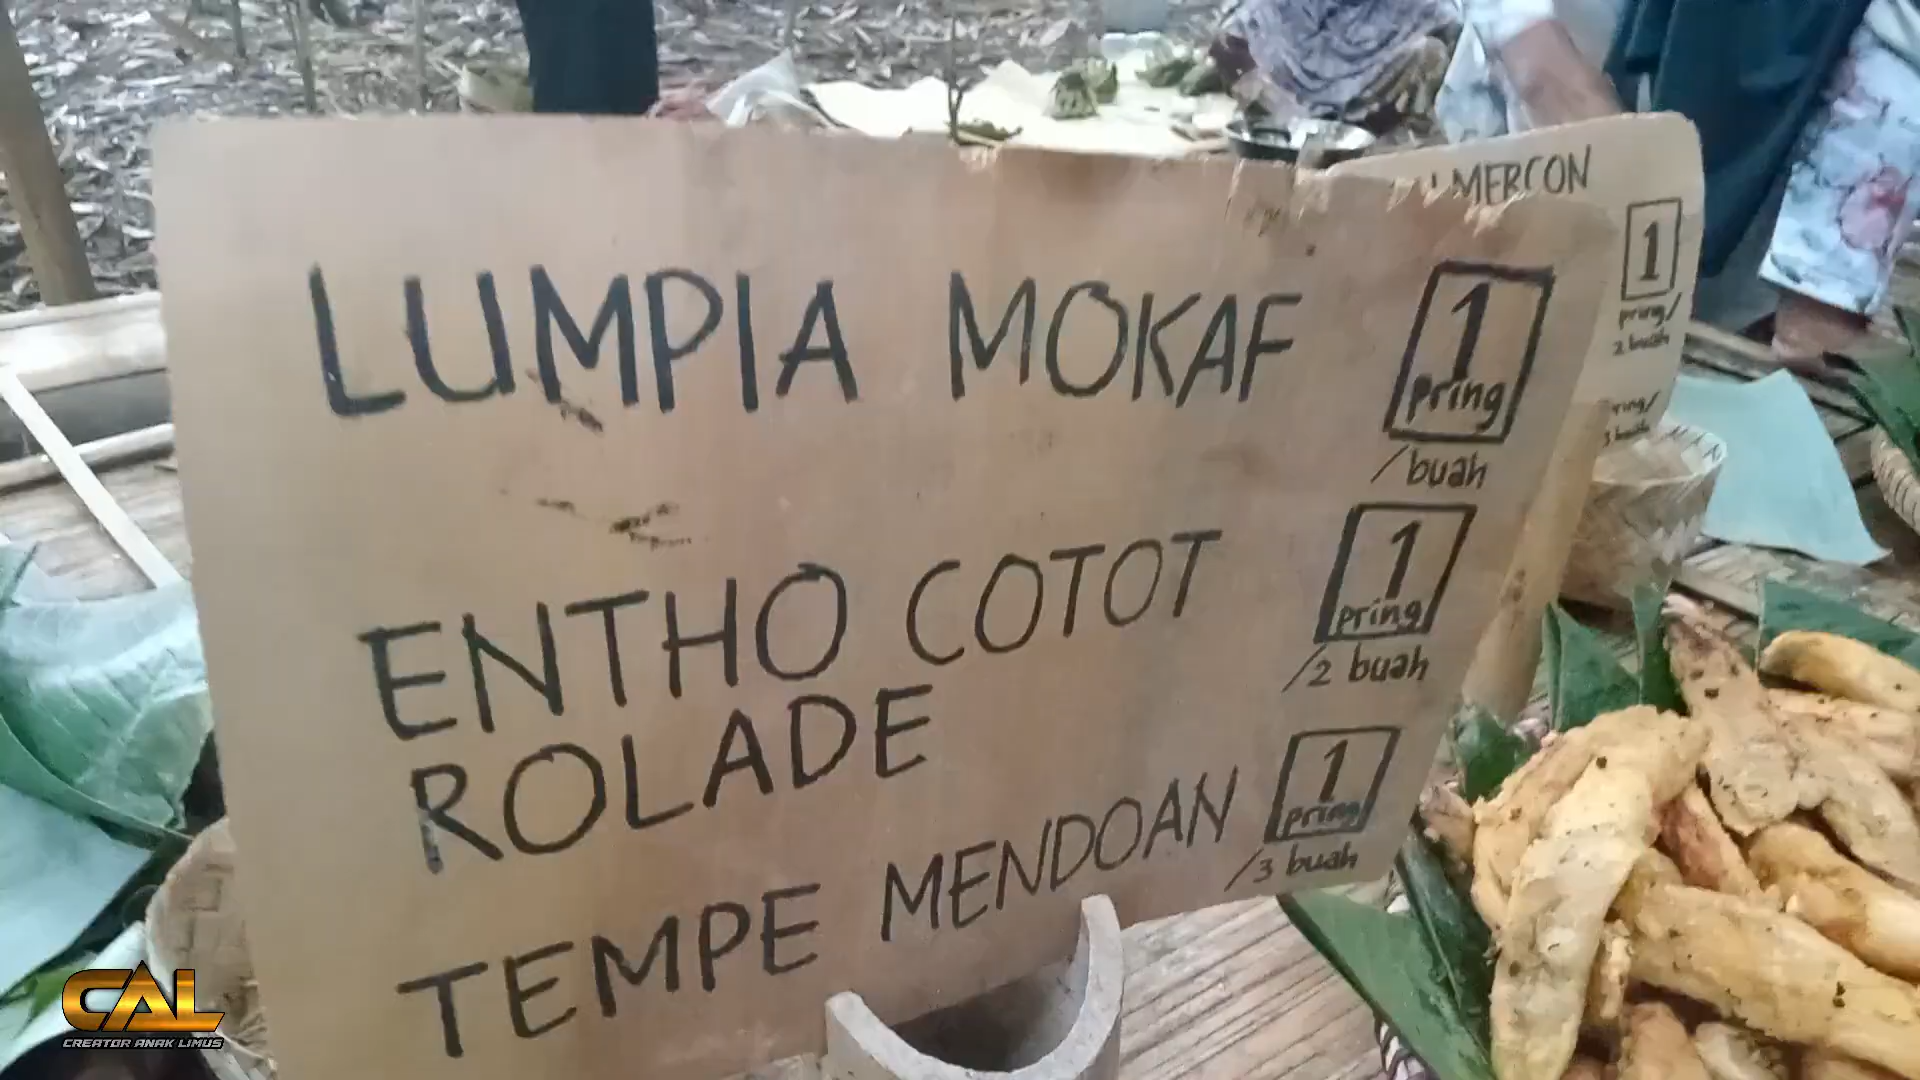 LUMPIA MOKAF
1
pring
/buah
ENTHO COTOT
1
pring
/2 buah
ROLADE
TEMPE MENDOAN
1
pring
/3 buah
MERCON
1
pring/
2 buah
CAL
CREATOR ANAK LIMUS